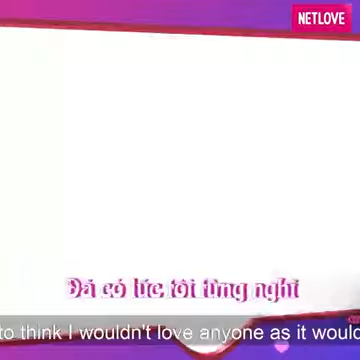 NETLOVE
Đã có lúc tôi từng nghĩ
to think I wouldn't love anyone as it would